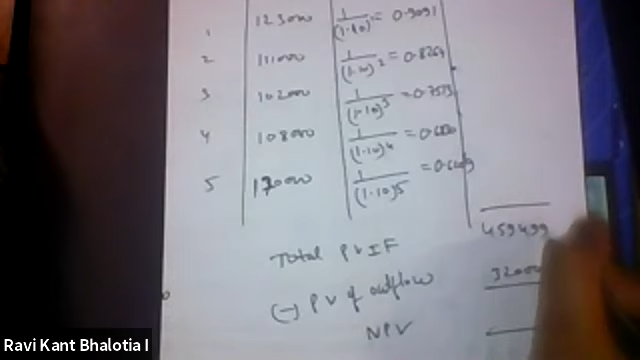 1 123000 1/(1.10)¹ = 0.9091
2 111000 1/(1.10)² = 0.8264
3 102000 1/(1.10)³ = 0.7513
4 108000 1/(1.10)⁴ =
5 1/(1.10)⁵ =
459499
Total PVIF
(-) PV of outflow
NPV
Ravi Kant Bhalotia I